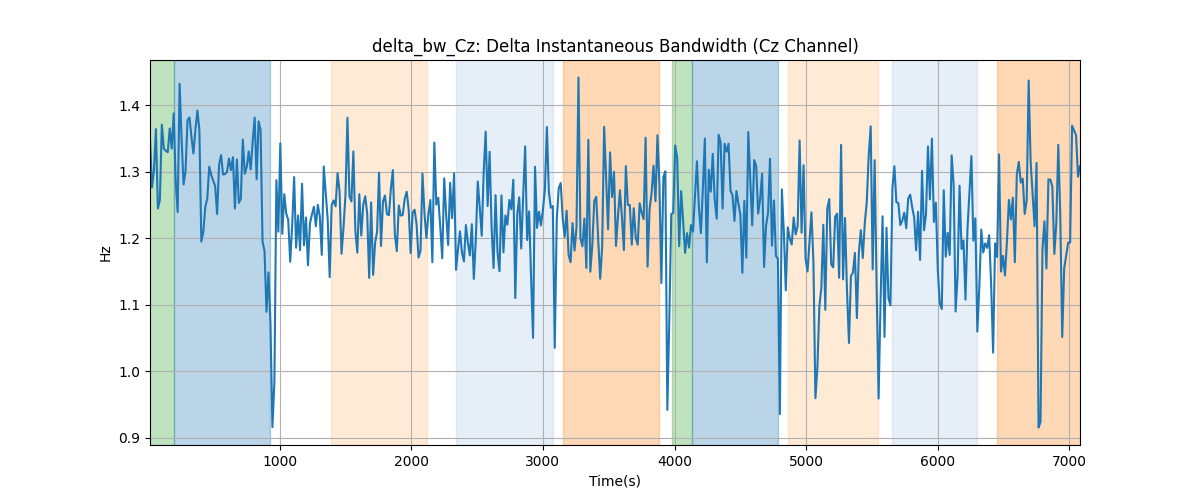 delta_bw_Cz: Delta Instantaneous Bandwidth (Cz Channel)
1.4
1.3
1.2
1.1
1.0
0.9
Hz
1000 2000 3000 4000 5000 6000 7000
Time(s)